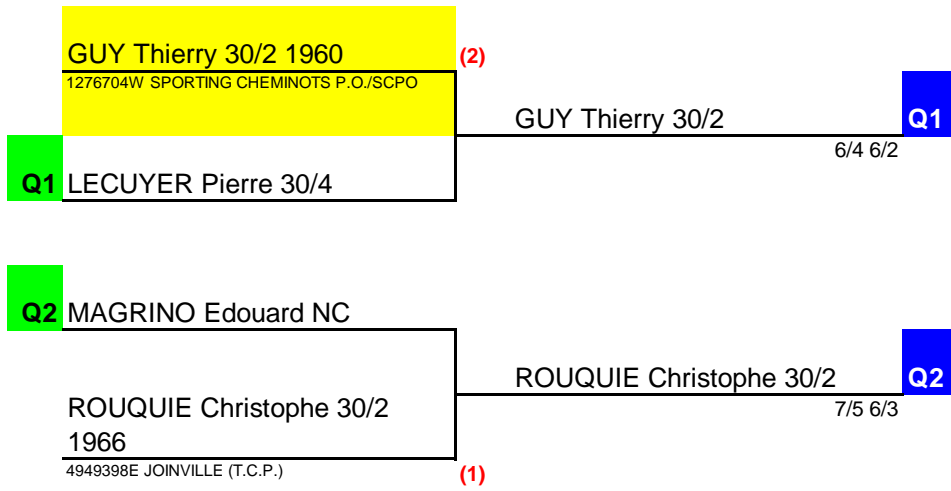 GUY Thierry 30/2 1960
(2)
1276704W SPORTING CHEMINOTS P.O./SCPO
GUY Thierry 30/2
Q1
6/4 6/2
Q1 LECUYER Pierre 30/4
Q2 MAGRINO Edouard NC
ROUQUIE Christophe 30/2
Q2
7/5 6/3
ROUQUIE Christophe 30/2
1966
4949398E JOINVILLE (T.C.P.)
(1)